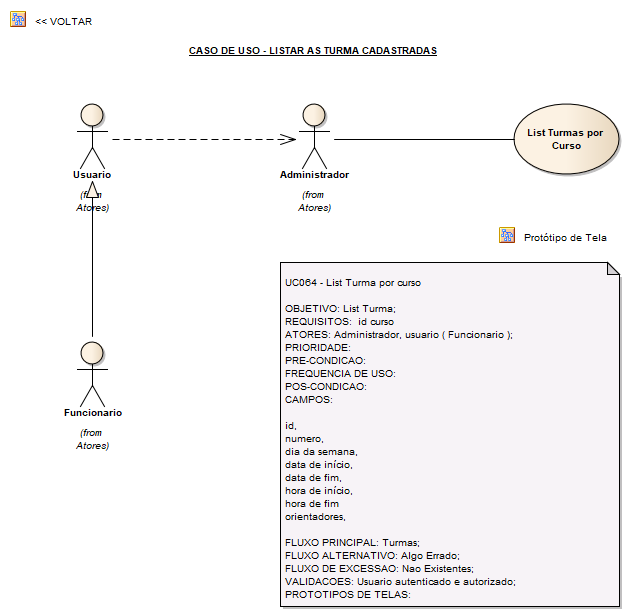 << VOLTAR
CASO DE USO - LISTAR AS TURMA CADASTRADAS
List Turmas por
Curso
Usuario
(from
Atores)
Administrador
(from
Atores)
Protótipo de Tela
Funcionario
(from
Atores)
UC064 - List Turma por curso
OBJETIVO: List Turma;
REQUISITOS:  id curso
ATORES: Administrador, usuario ( Funcionario );
PRIORIDADE:
PRE-CONDICAO:
FREQUENCIA DE USO:
POS-CONDICAO:
CAMPOS:
id,
numero,
dia da semana,
data de início,
data de fim,
hora de início,
hora de fim
orientadores,
FLUXO PRINCIPAL: Turmas;
FLUXO ALTERNATIVO: Algo Errado;
FLUXO DE EXCESSAO: Nao Existentes;
VALIDACOES: Usuario autenticado e autorizado;
PROTOTIPOS DE TELAS: